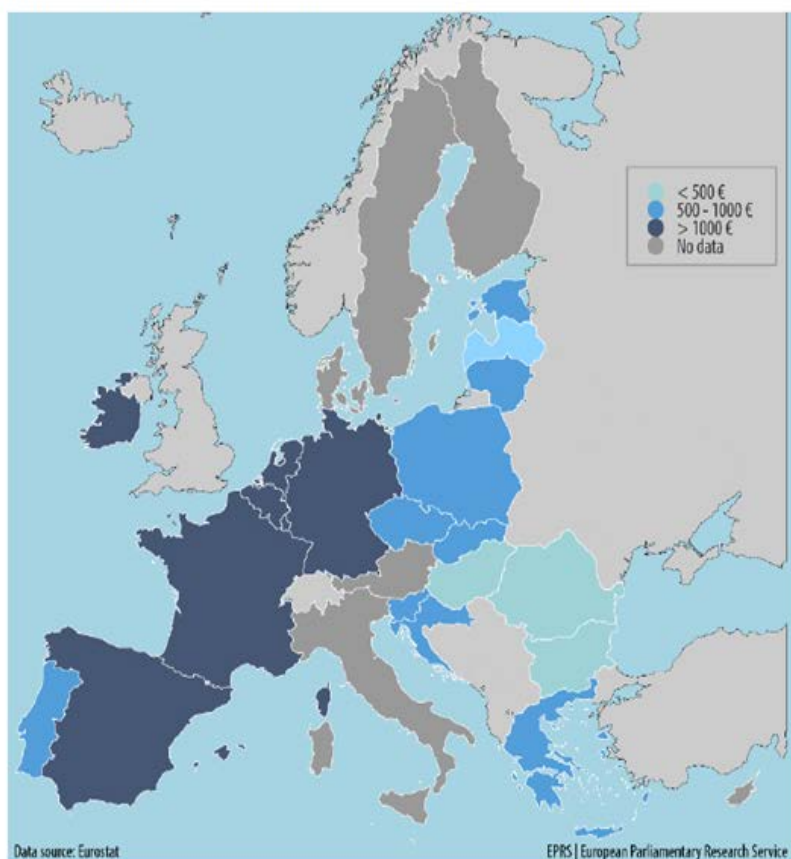 < 500 €
500 - 1000 €
> 1000 €
No data
Data source: Eurostat
EPRS | European Parliamentary Research Service